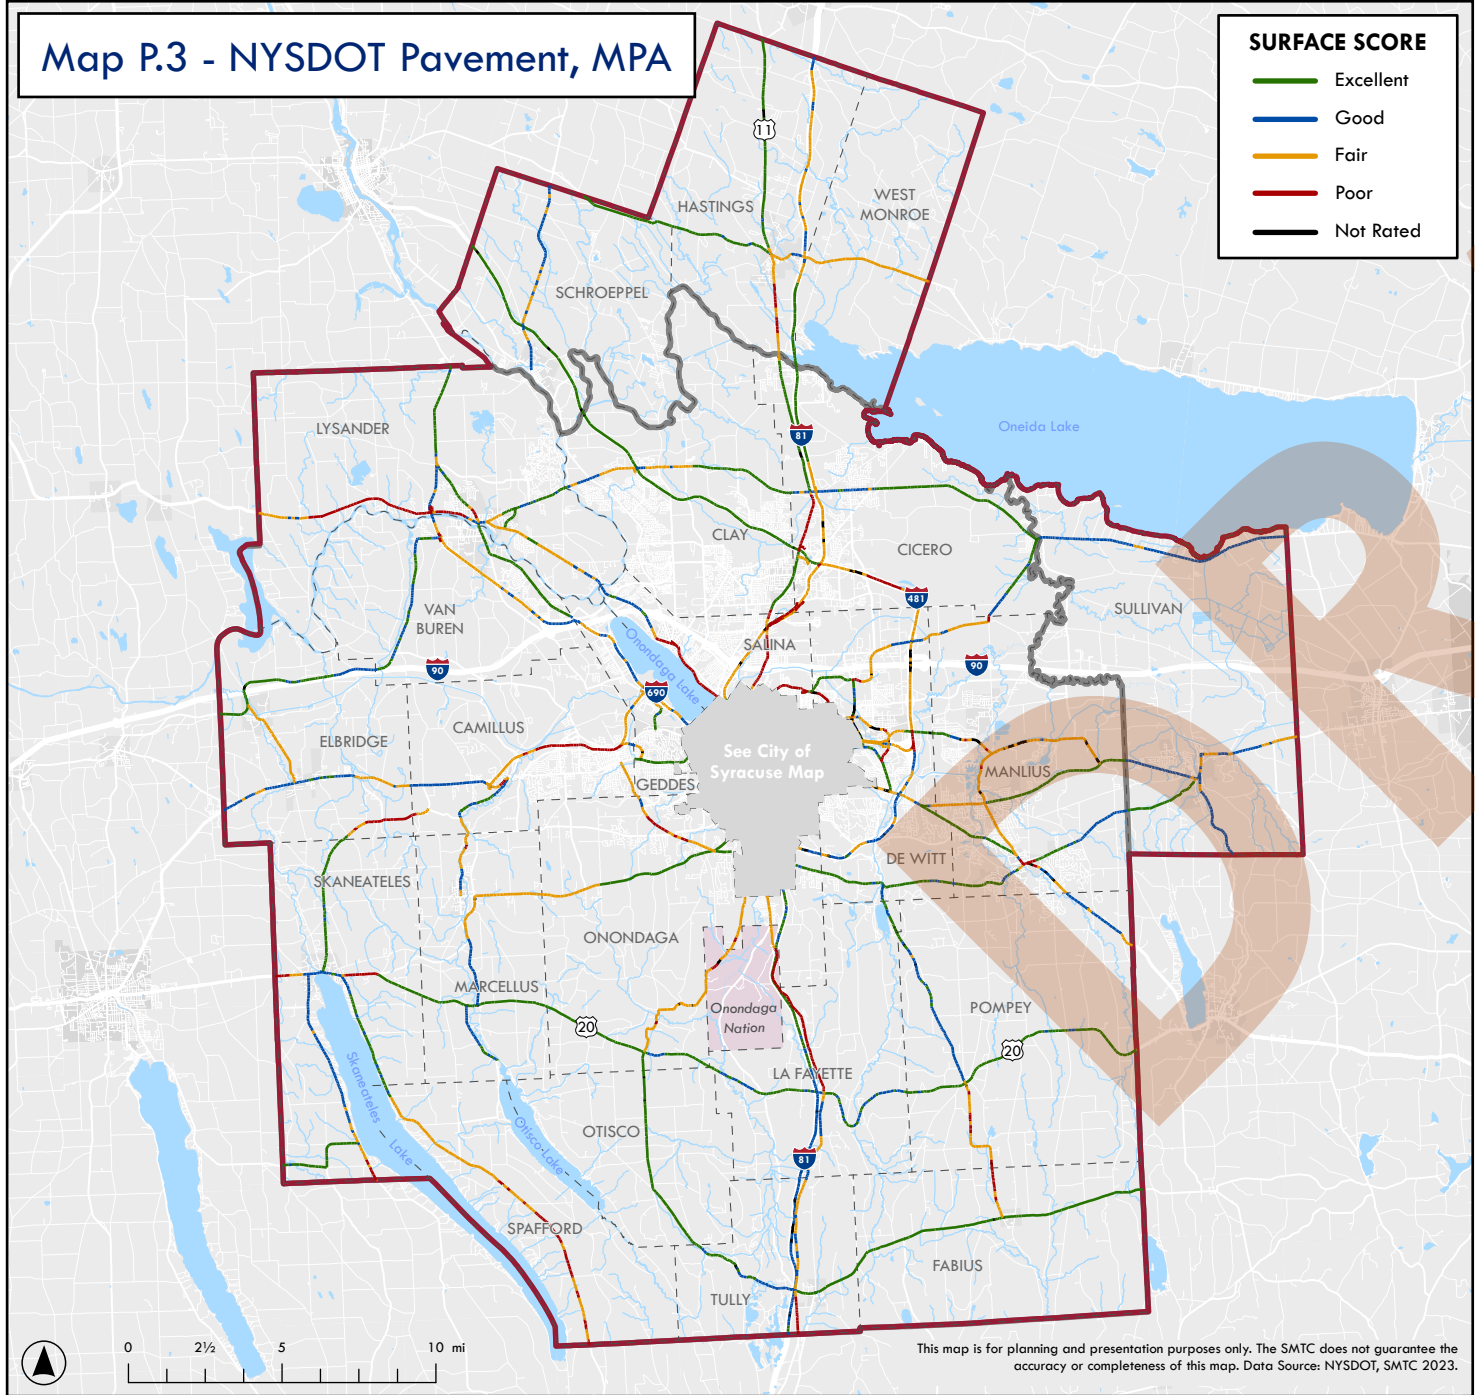 Map P.3 - NYSDOT Pavement, MPA
SURFACE SCORE
Excellent
Good
Fair
Poor
Not Rated
11
HASTINGS
WEST
MONROE
SCHROEPPEL
LYSANDER
81
Oneida Lake
CLAY
CICERO
481
VAN
BUREN
SULLIVAN
Onondaga Lake
SALINA
90
90
690
ELBRIDGE
CAMILLUS
See City of
Syracuse Map
GEDDES
MANLIUS
DE WITT
SKANEATELES
ONONDAGA
MARCELLUS
Onondaga
Nation
POMPEY
20
20
LA FAYETTE
Skaneateles Lake
Otisco Lake
OTISCO
81
SPAFFORD
FABIUS
TULLY
0 2½ 5 10 mi
This map is for planning and presentation purposes only. The SMTC does not guarantee the
accuracy or completeness of this map. Data Source: NYSDOT, SMTC 2023.
D
R